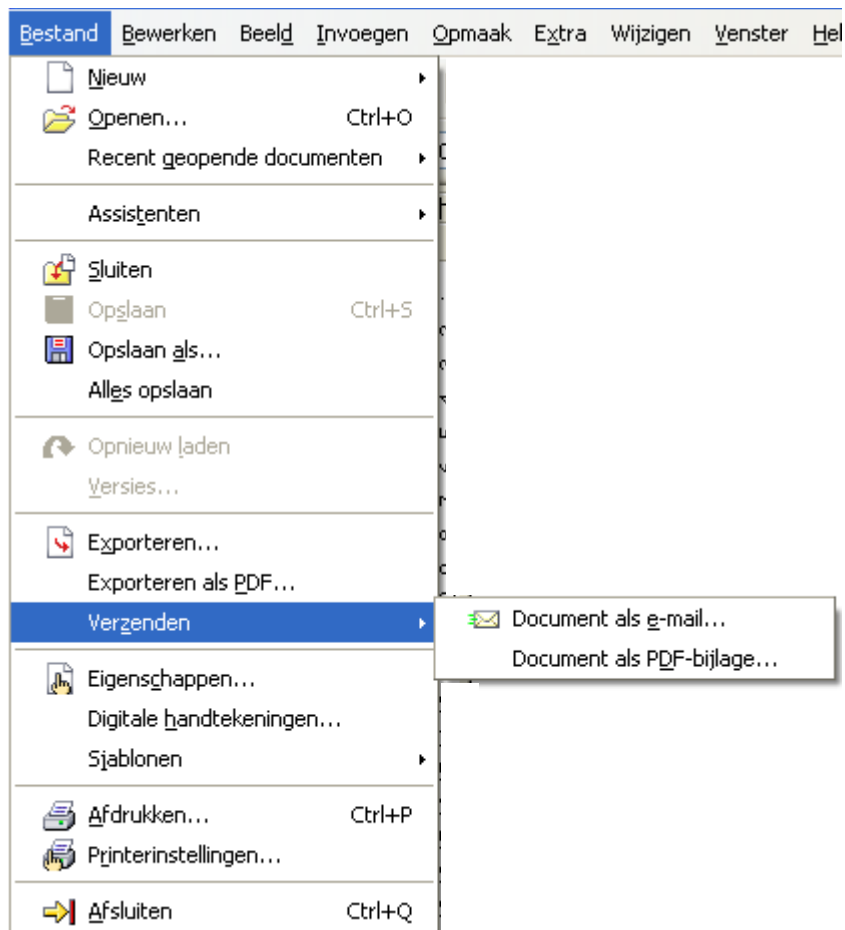 Bestand Bewerken Beeld Invoegen Opmaak Extra Wijzigen Venster Hel
Nieuw
Openen... Ctrl+O
Recent geopende documenten
Assistenten
Sluiten
Opslaan Ctrl+S
Opslaan als...
Alles opslaan
Opnieuw laden
Versies...
Exporteren...
Exporteren als PDF...
Verzenden
Document als e-mail...
Document als PDF-bijlage...
Eigenschappen...
Digitale handtekeningen...
Sjablonen
Afdrukken... Ctrl+P
Printerinstellingen...
Afsluiten Ctrl+Q